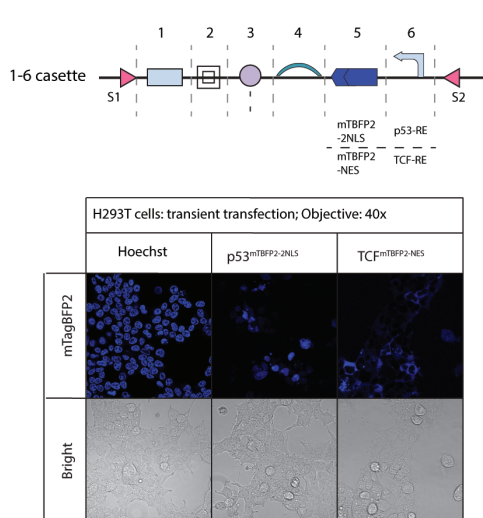 1 2 3 4 5 6
1-6 casette
S1 S2
mTBFP2 p53-RE
-2NLS
mTBFP2 TCF-RE
-NES
H293T cells: transient transfection; Objective: 40x
Hoechst p53mTBFP2-2NLS TCFmTBFP2-NES
mTagBFP2
Bright